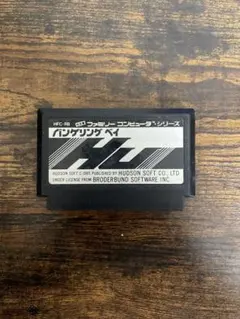 HFC-RB ファミリー コンピュータ シリーズ
バンゲリング ベイ
HUDSON SOFT © 1985 PUBLISHED BY HUDSON SOFT CO., LTD.
UNDER LICENSE FROM BRODERBUND SOFTWARE INC.